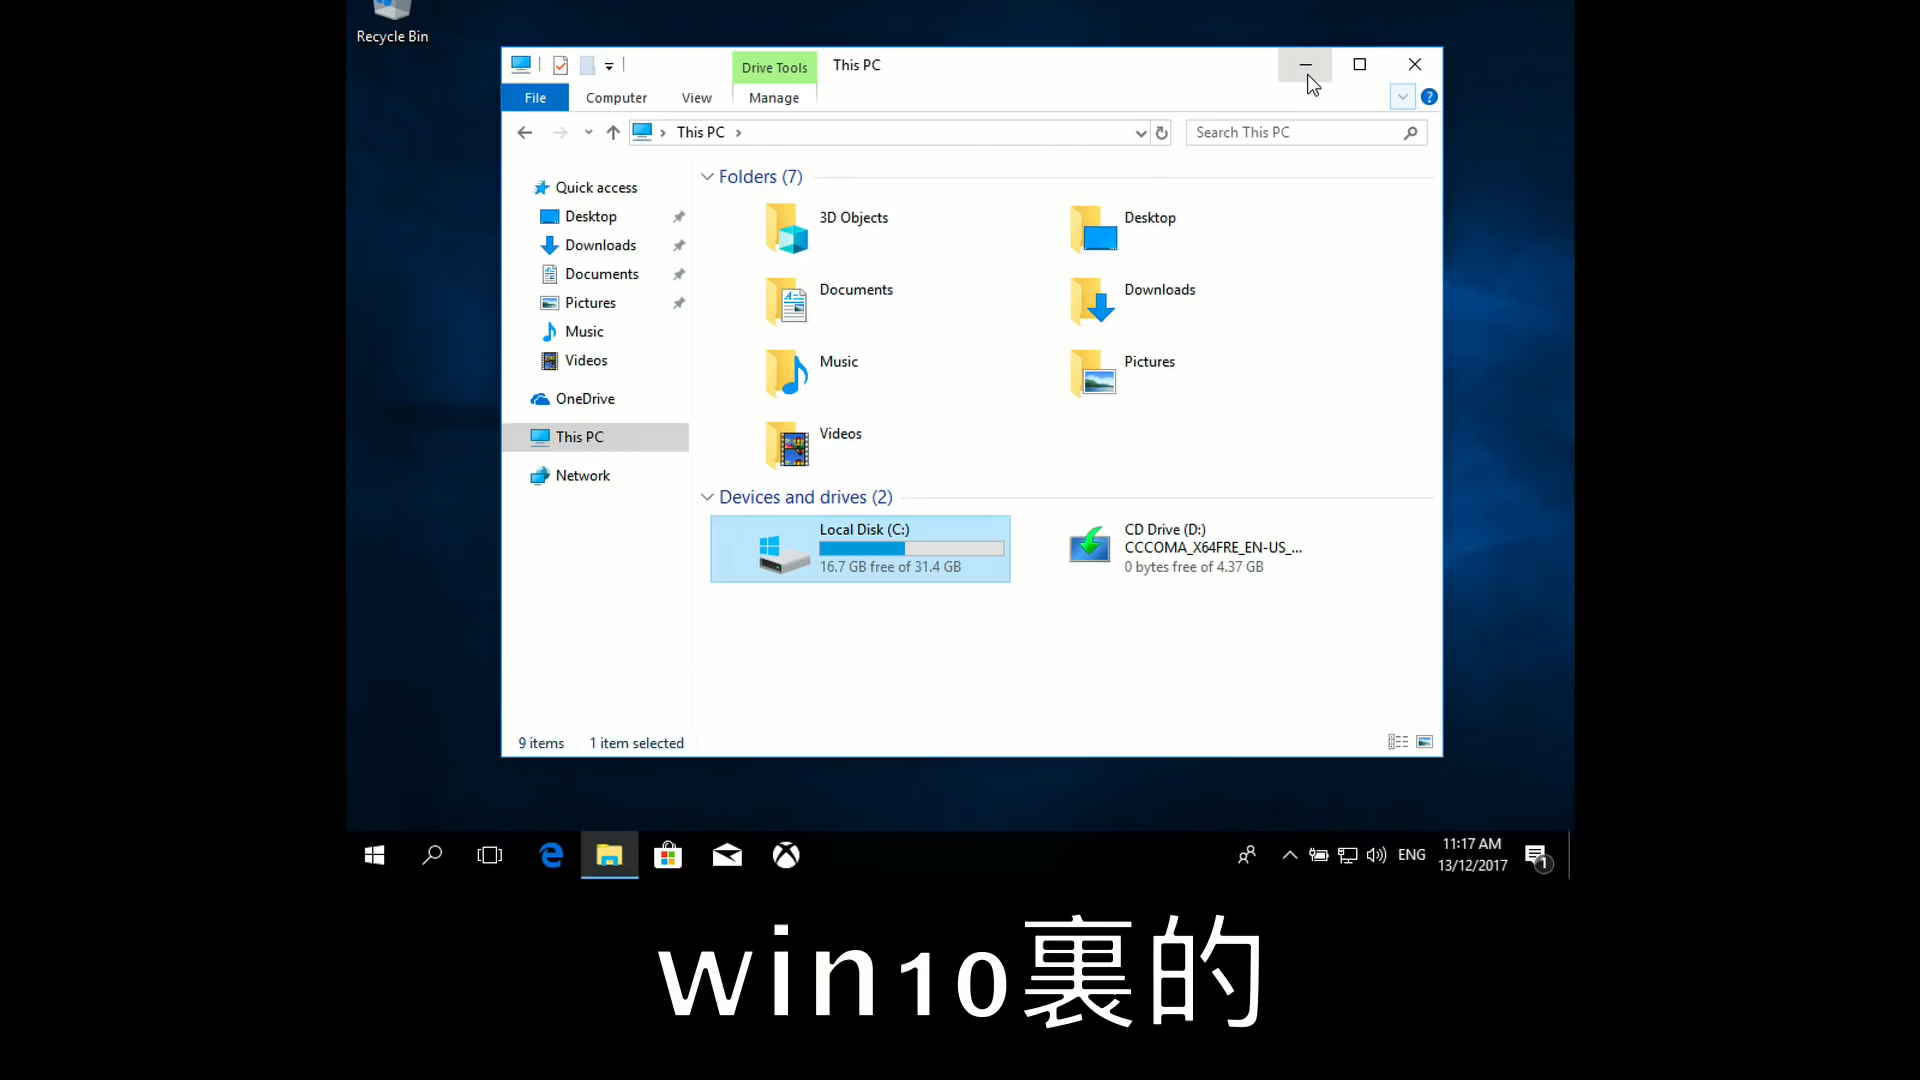 Recycle Bin
Drive Tools
This PC
File
Computer
View
Manage
This PC
Search This PC
Quick access
Desktop
Downloads
Documents
Pictures
Music
Videos
OneDrive
This PC
Network
Folders (7)
3D Objects
Desktop
Documents
Downloads
Music
Pictures
Videos
Devices and drives (2)
Local Disk (C:)
16.7 GB free of 31.4 GB
CD Drive (D:)
CCCOMA_X64FRE_EN-US_...
0 bytes free of 4.37 GB
9 items
1 item selected
ENG
11:17 AM
13/12/2017
1
win10裏的